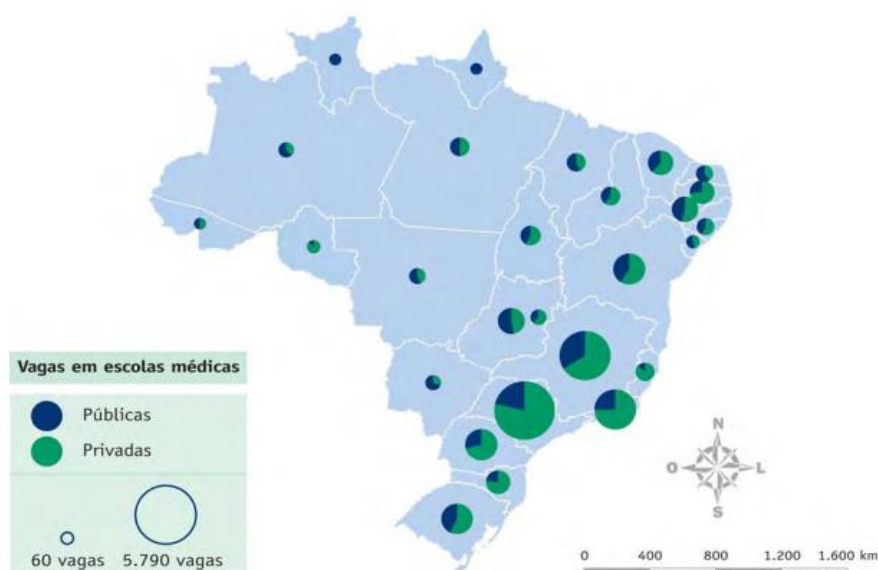 Vagas em escolas médicas
Públicas
Privadas
60 vagas 5.790 vagas
N
O L
S
0 400 800 1.200 1.600 km